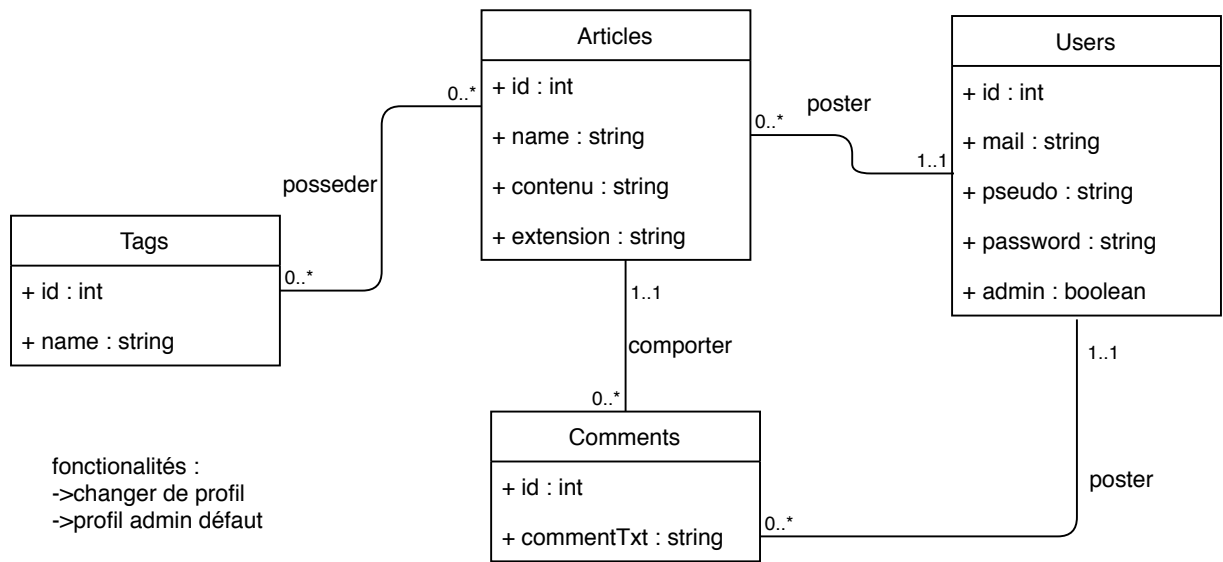 Articles
+ id : int
+ name : string
+ contenu : string
+ extension : string
Users
+ id : int
+ mail : string
+ pseudo : string
+ password : string
+ admin : boolean
0..*
poster
0..*
1..1
posseder
Tags
+ id : int
+ name : string
0..*
1..1
comporter
0..*
1..1
Comments
+ id : int
+ commentTxt : string
poster
0..*
fonctionalités :
->changer de profil
->profil admin défaut